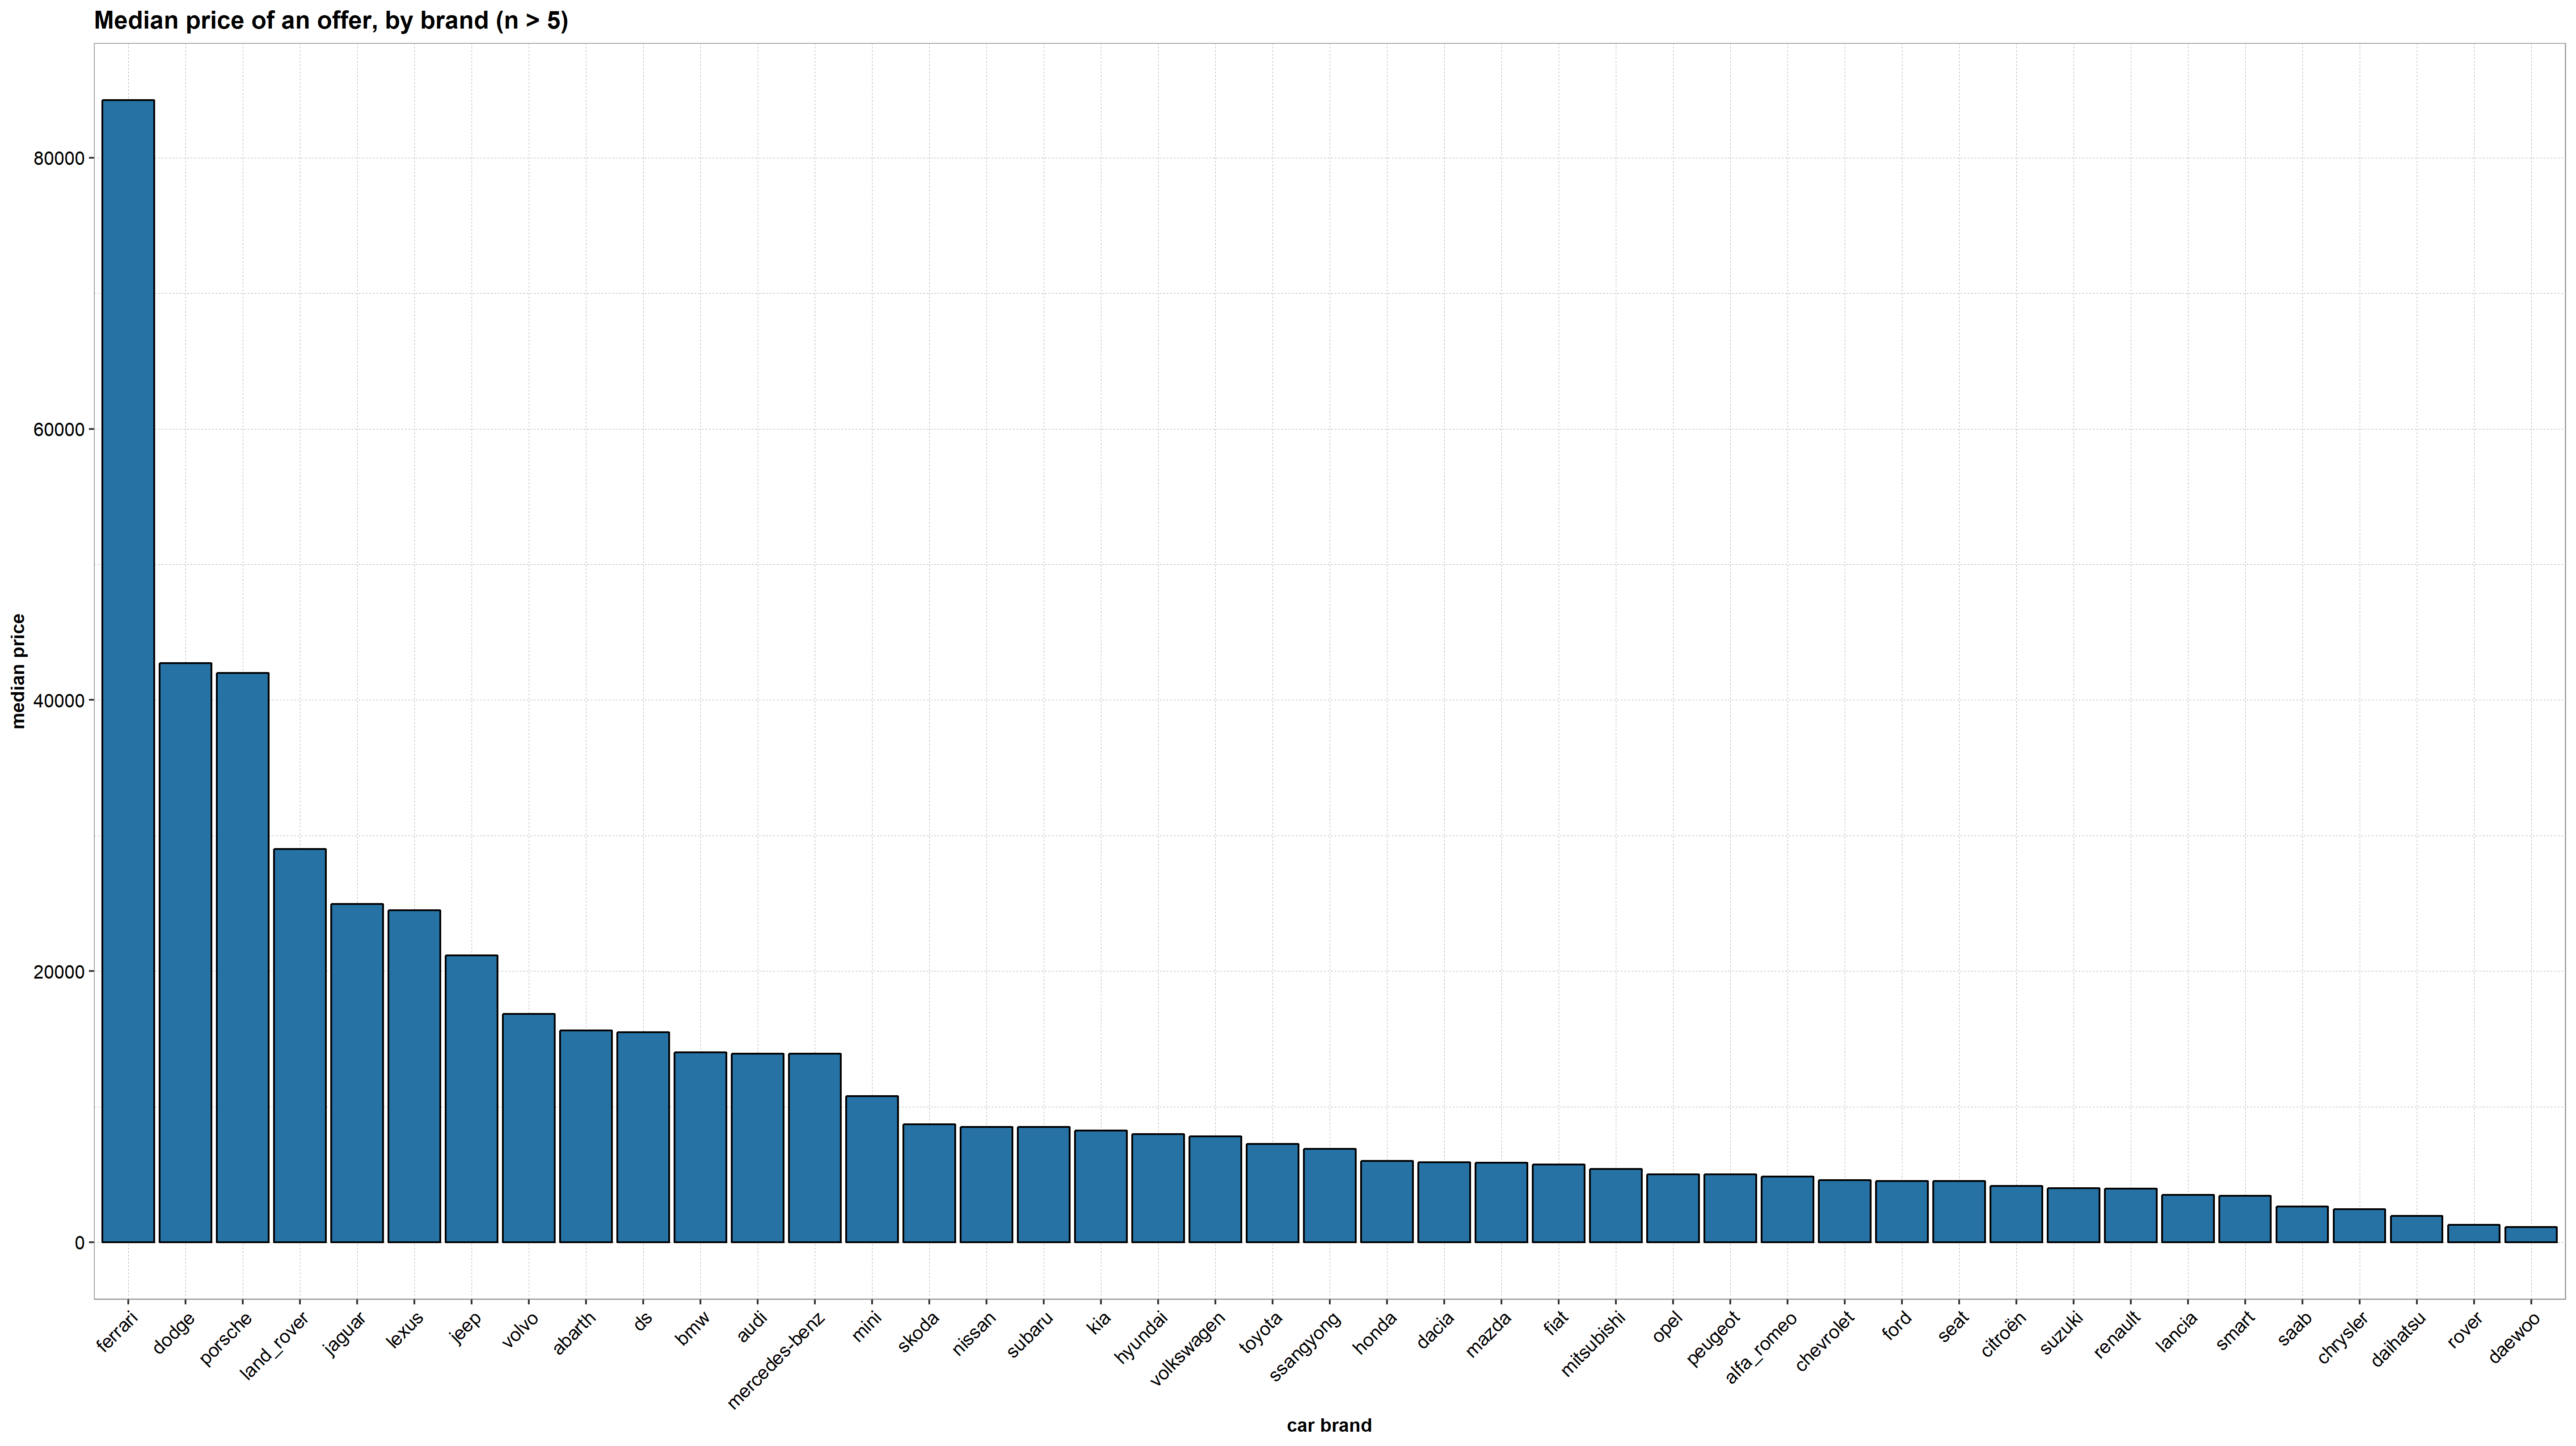 Median price of an offer, by brand (n > 5)
median price
80000
60000
40000
20000
0
ferrari
dodge
porsche
land_rover
jaguar
lexus
jeep
volvo
abarth
ds
bmw
audi
mercedes-benz
mini
skoda
nissan
subaru
kia
hyundai
volkswagen
toyota
ssangyong
honda
dacia
mazda
fiat
mitsubishi
opel
peugeot
alfa_romeo
chevrolet
ford
seat
citroën
suzuki
renault
lancia
smart
saab
chrysler
daihatsu
rover
daewoo
car brand